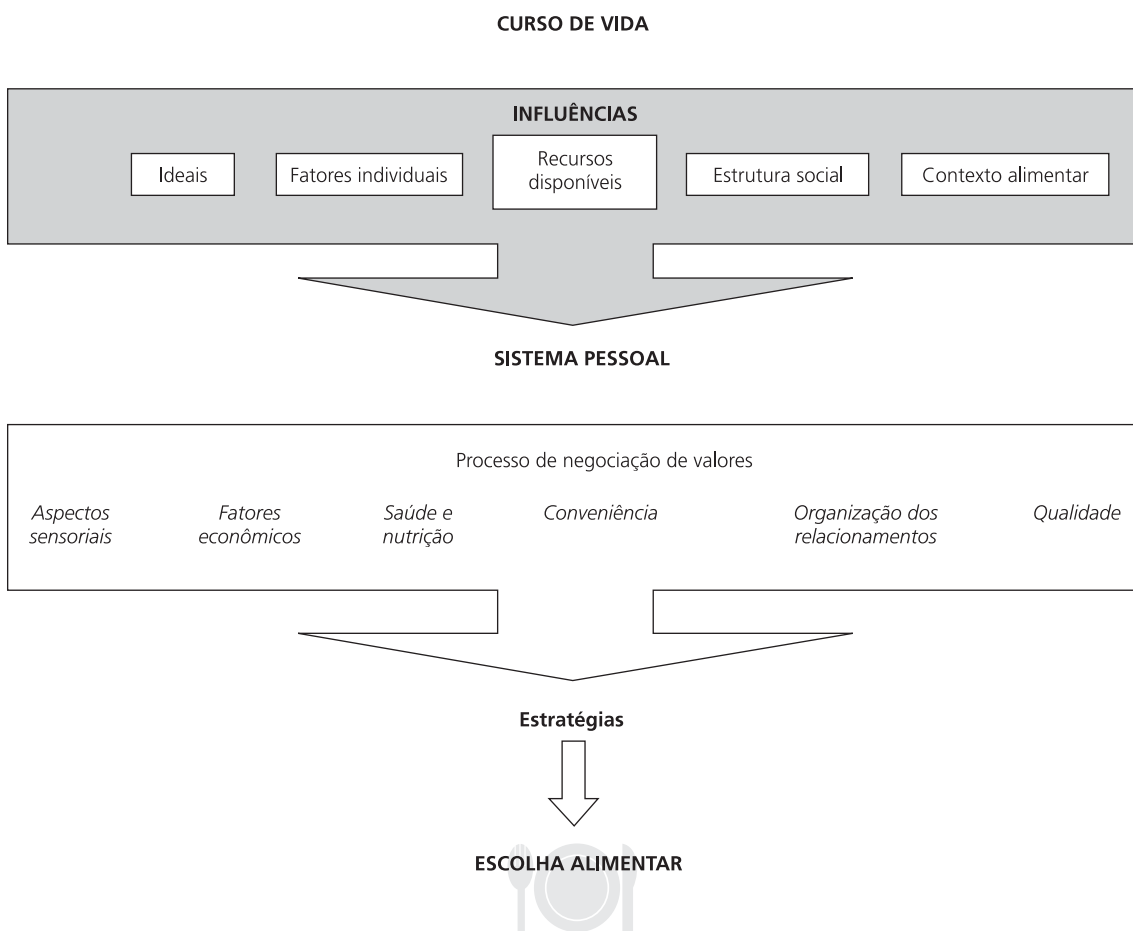 CURSO DE VIDA
INFLUÊNCIAS
Ideais
Fatores individuais
Recursos
disponíveis
Estrutura social
Contexto alimentar
SISTEMA PESSOAL
Processo de negociação de valores
Aspectos
sensoriais
Fatores
econômicos
Saúde e
nutrição
Conveniência
Organização dos
relacionamentos
Qualidade
Estratégias
ESCOLHA ALIMENTAR